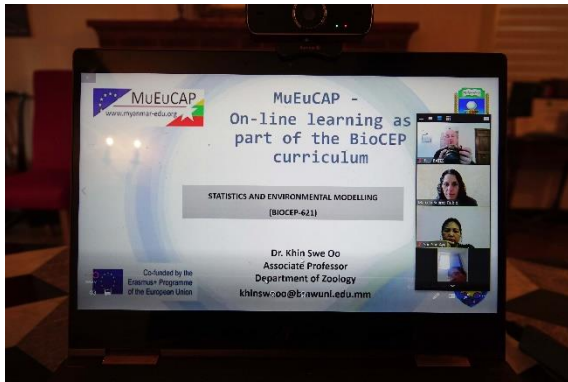 MUEUCAP
www.myanmar-edu.org
MuEuCAP -
On-line learning as
part of the BioCEP
curriculum
STATISTICS AND ENVIRONMENTAL MODELLING
(BIOCEP-621)
Dr. Khin Swe Oo
Associate Professor
Department of Zoology
Co-funded by the
Erasmus+ Programme
of the European Union